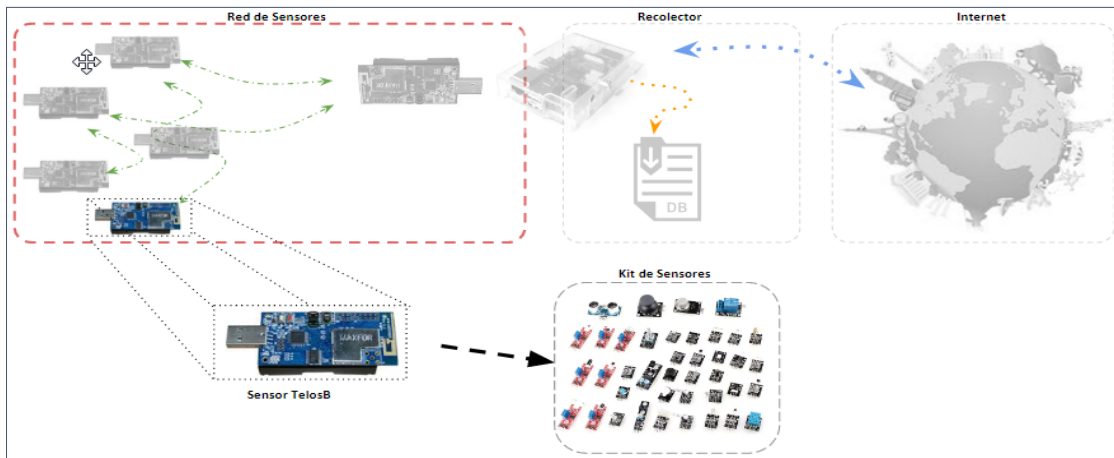 Red de Sensores
Recolector
Internet
DB
MAXFOR
Kit de Sensores
Sensor TelosB